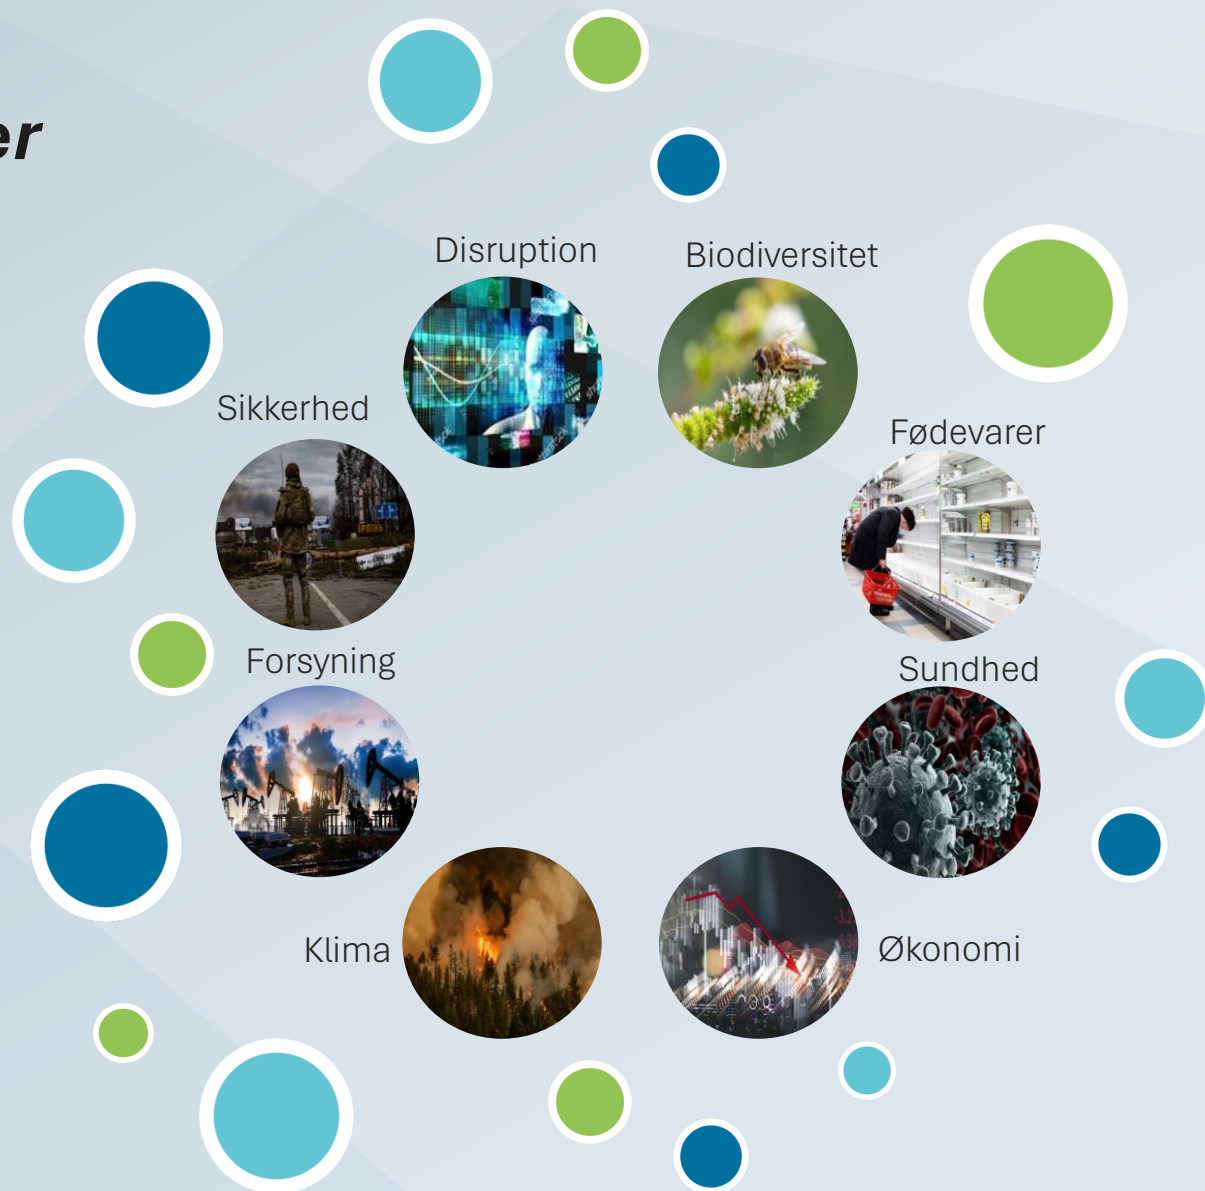 er
Disruption
Biodiversitet
Sikkerhed
Fødevarer
Forsyning
Sundhed
Klima
Økonomi